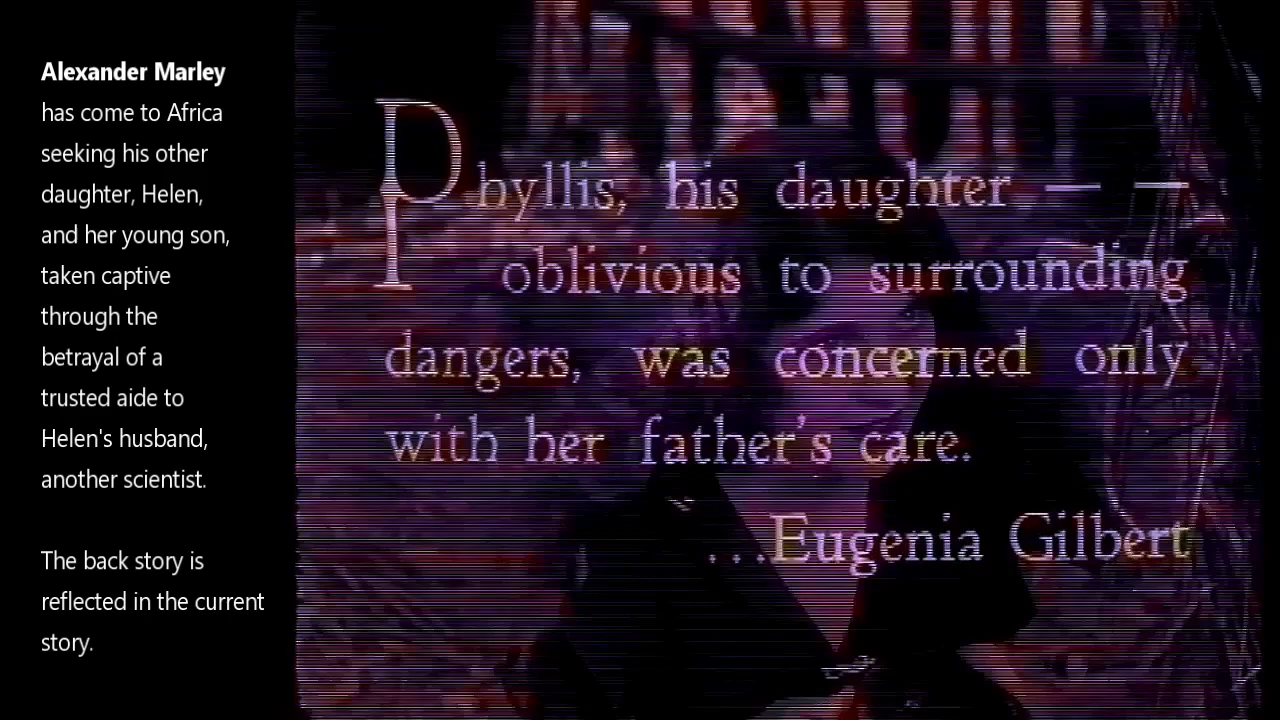 Alexander Marley
has come to Africa
seeking his other
daughter, Helen,
and her young son,
taken captive
through the
betrayal of a
trusted aide to
Helen's husband,
another scientist.
The back story is
reflected in the current
story.
Phyllis, his daughter — —
oblivious to surrounding
dangers, was concerned only
with her father's care.
...Eugenia Gilbert